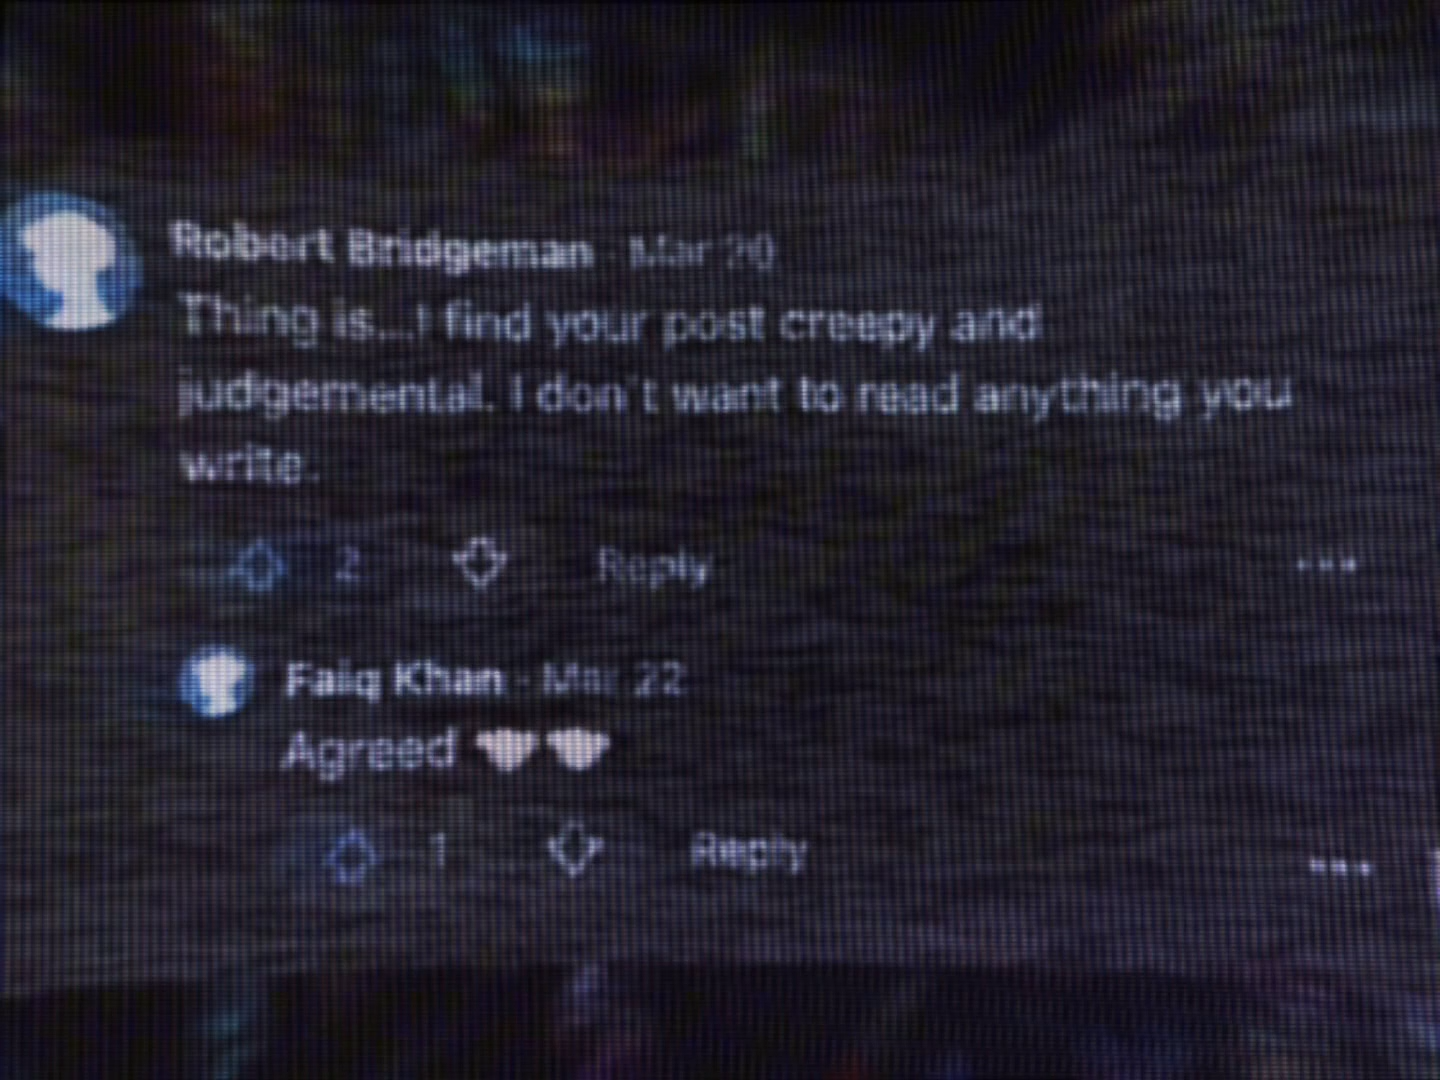 Robert Bridgeman · Mar 20
Thing is...I find your post creepy and
judgemental. I don't want to read anything you
write.
2 Reply
Faiq Khan · Mar 22
Agreed
1 Reply